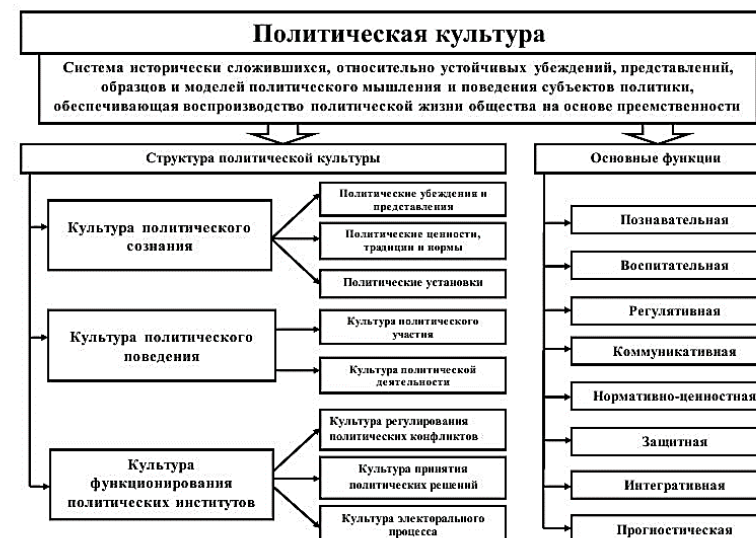 Политическая культура
Система исторически сложившихся, относительно устойчивых убеждений, представлений,
образцов и моделей политического мышления и поведения субъектов политики,
обеспечивающая воспроизводство политической жизни общества на основе преемственности
Структура политической культуры
Культура политического
сознания
Политические убеждения и
представления
Политические ценности,
традиции и нормы
Политические установки
Культура политического
поведения
Культура политического
участия
Культура политической
деятельности
Культура
функционирования
политических институтов
Культура регулирования
политических конфликтов
Культура принятия
политических решений
Культура электорального
процесса
Основные функции
Познавательная
Воспитательная
Регулятивная
Коммуникативная
Нормативно-ценностная
Защитная
Интегративная
Прогностическая